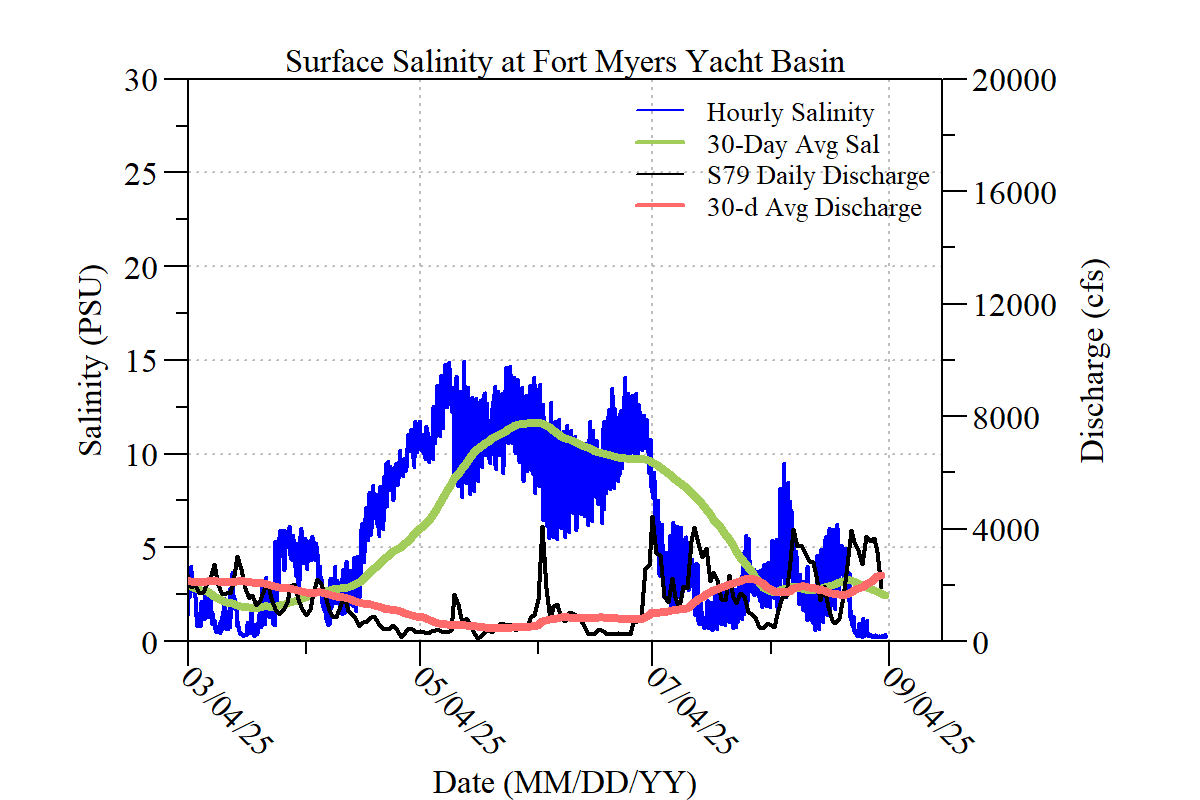 Surface Salinity at Fort Myers Yacht Basin
30
25
20
15
10
5
0
Salinity (PSU)
Hourly Salinity
30-Day Avg Sal
S79 Daily Discharge
30-d Avg Discharge
20000
16000
12000
8000
4000
0
Discharge (cfs)
03/04/25
05/04/25
07/04/25
09/04/25
Date (MM/DD/YY)